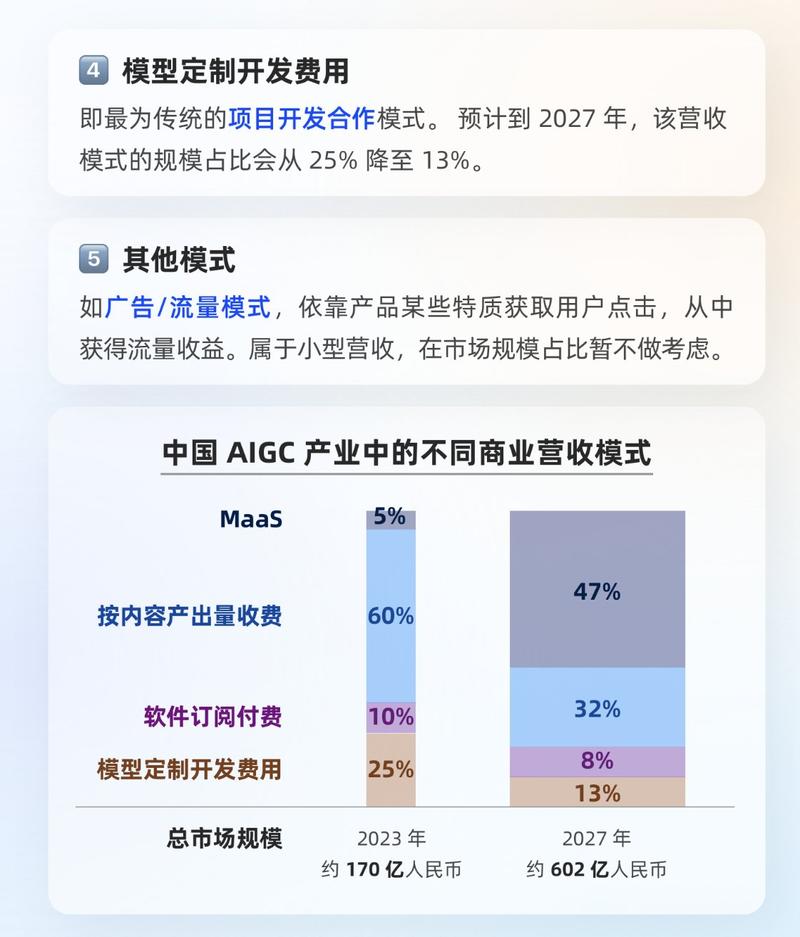 4 模型定制开发费用
即最为传统的项目开发合作模式。 预计到 2027 年，该营收
模式的规模占比会从 25% 降至 13%。
5 其他模式
如广告/流量模式，依靠产品某些特质获取用户点击，从中
获得流量收益。属于小型营收，在市场规模占比暂不做考虑。
中国 AIGC 产业中的不同商业营收模式
MaaS 5%
47%
按内容产出量收费 60%
32%
软件订阅付费 10%
8%
模型定制开发费用 25%
13%
总市场规模 2023 年 2027 年
约 170 亿人民币 约 602 亿人民币